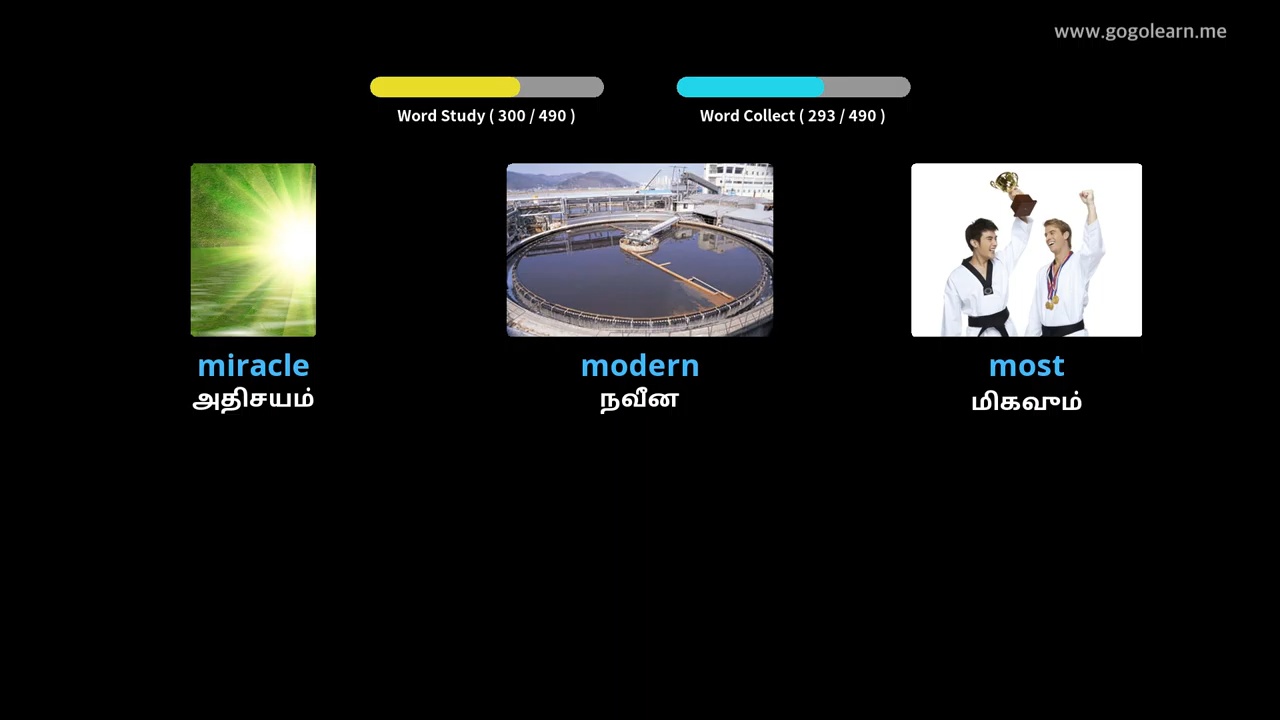 www.gogolearn.me
Word Study ( 300 / 490 )
Word Collect ( 293 / 490 )
miracle
அதிசயம்
modern
நவீன
most
மிகவும்